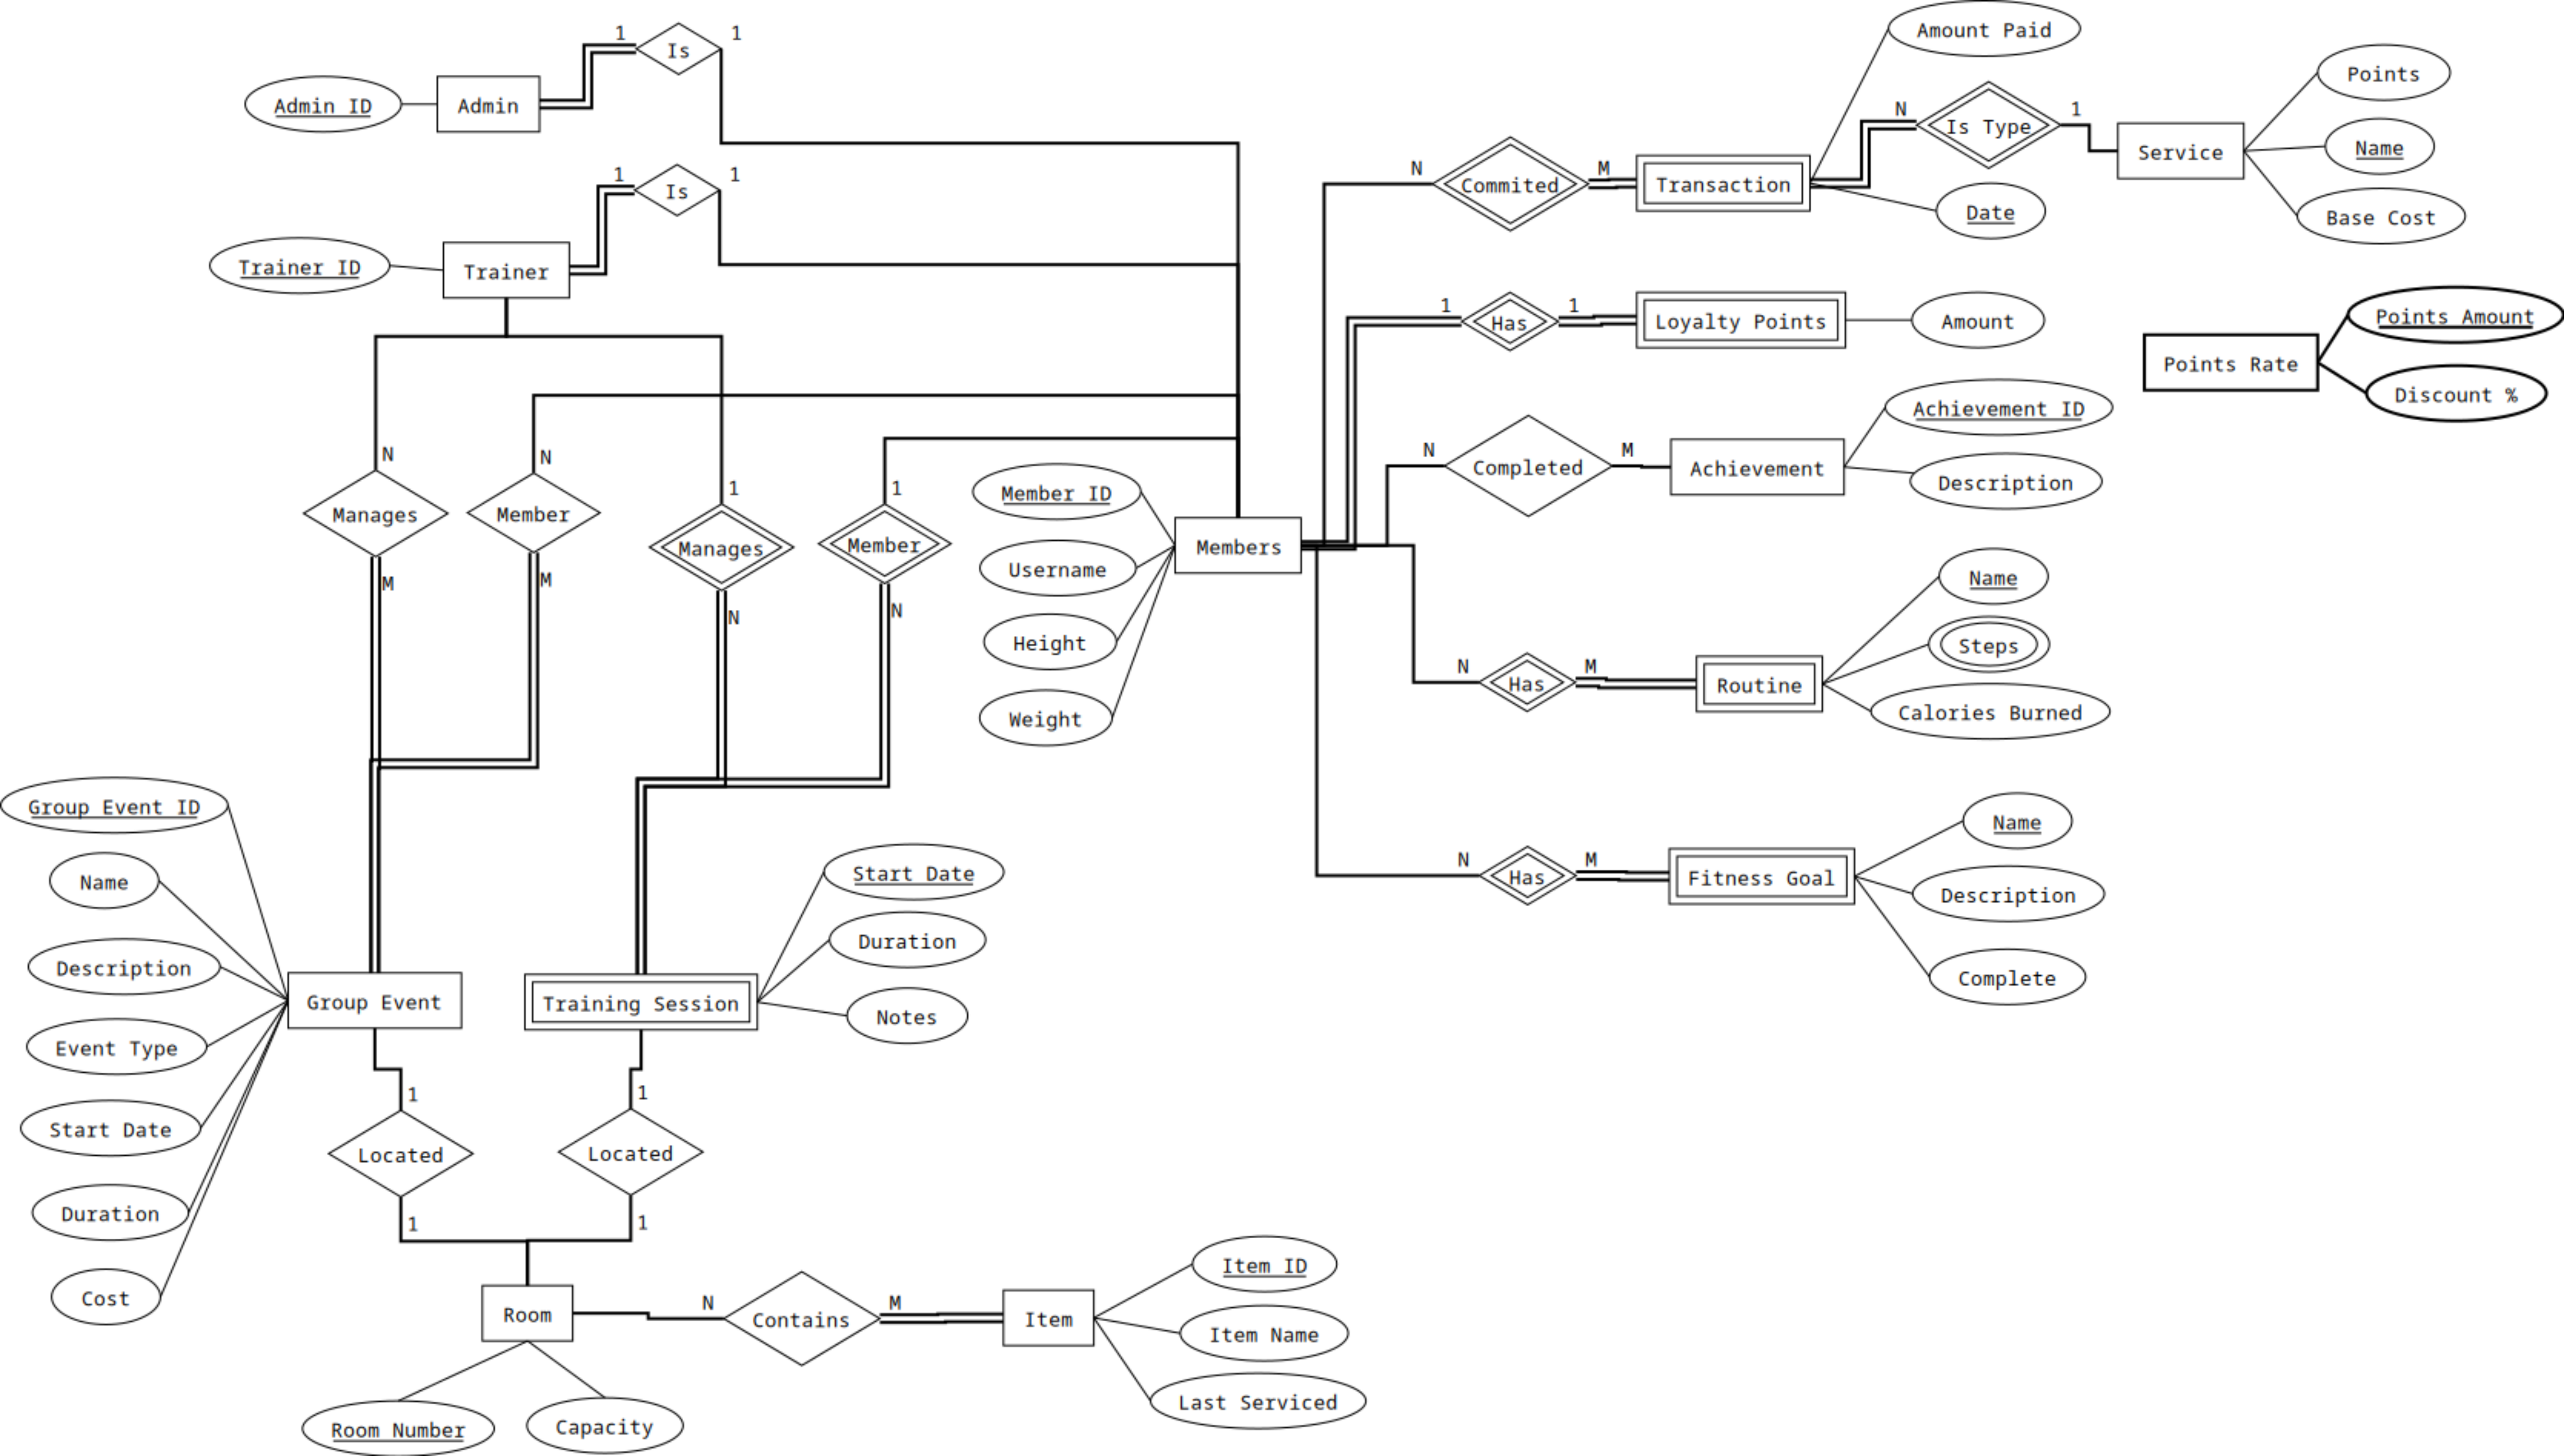 1
Is
1
Admin ID
Admin
1
Is
1
Trainer ID
Trainer
N
Manages
M
N
Member
M
1
Manages
N
1
Member
N
Member ID
Username
Height
Weight
Members
N
Commited
M
Transaction
Amount Paid
Date
N
Is Type
1
Service
Points
Name
Base Cost
1
Has
1
Loyalty Points
Amount
Points Rate
Points Amount
Discount %
N
Completed
M
Achievement
Achievement ID
Description
N
Has
M
Routine
Name
Steps
Calories Burned
N
Has
M
Fitness Goal
Name
Description
Complete
Group Event ID
Name
Description
Event Type
Start Date
Duration
Cost
Group Event
Training Session
Start Date
Duration
Notes
1
Located
1
1
Located
1
Room
N
Contains
M
Item
Item ID
Item Name
Last Serviced
Room Number
Capacity